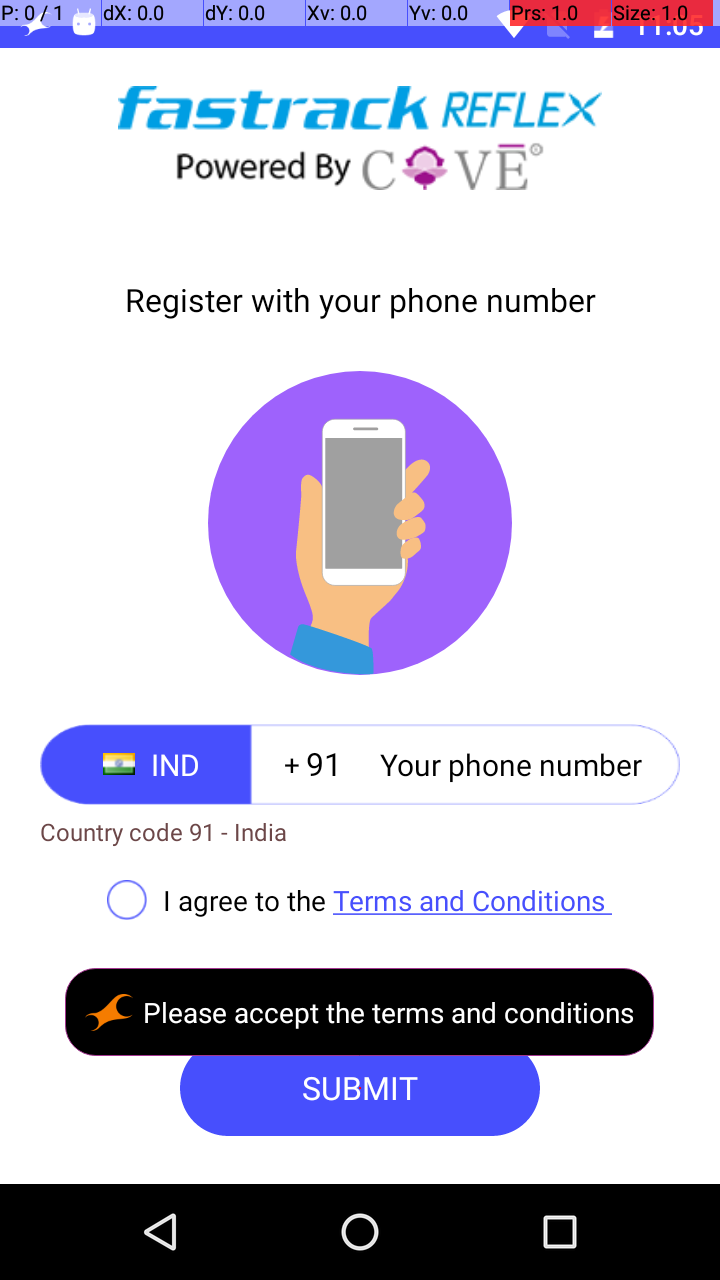 P: 0 / 1 dX: 0.0 dY: 0.0 Xv: 0.0 Yv: 0.0 Prs: 1.0 Size: 1.0
11:05
fastrack REFLEX
Powered By COVE®
Register with your phone number
IND + 91 Your phone number
Country code 91 - India
I agree to the Terms and Conditions
Please accept the terms and conditions
SUBMIT